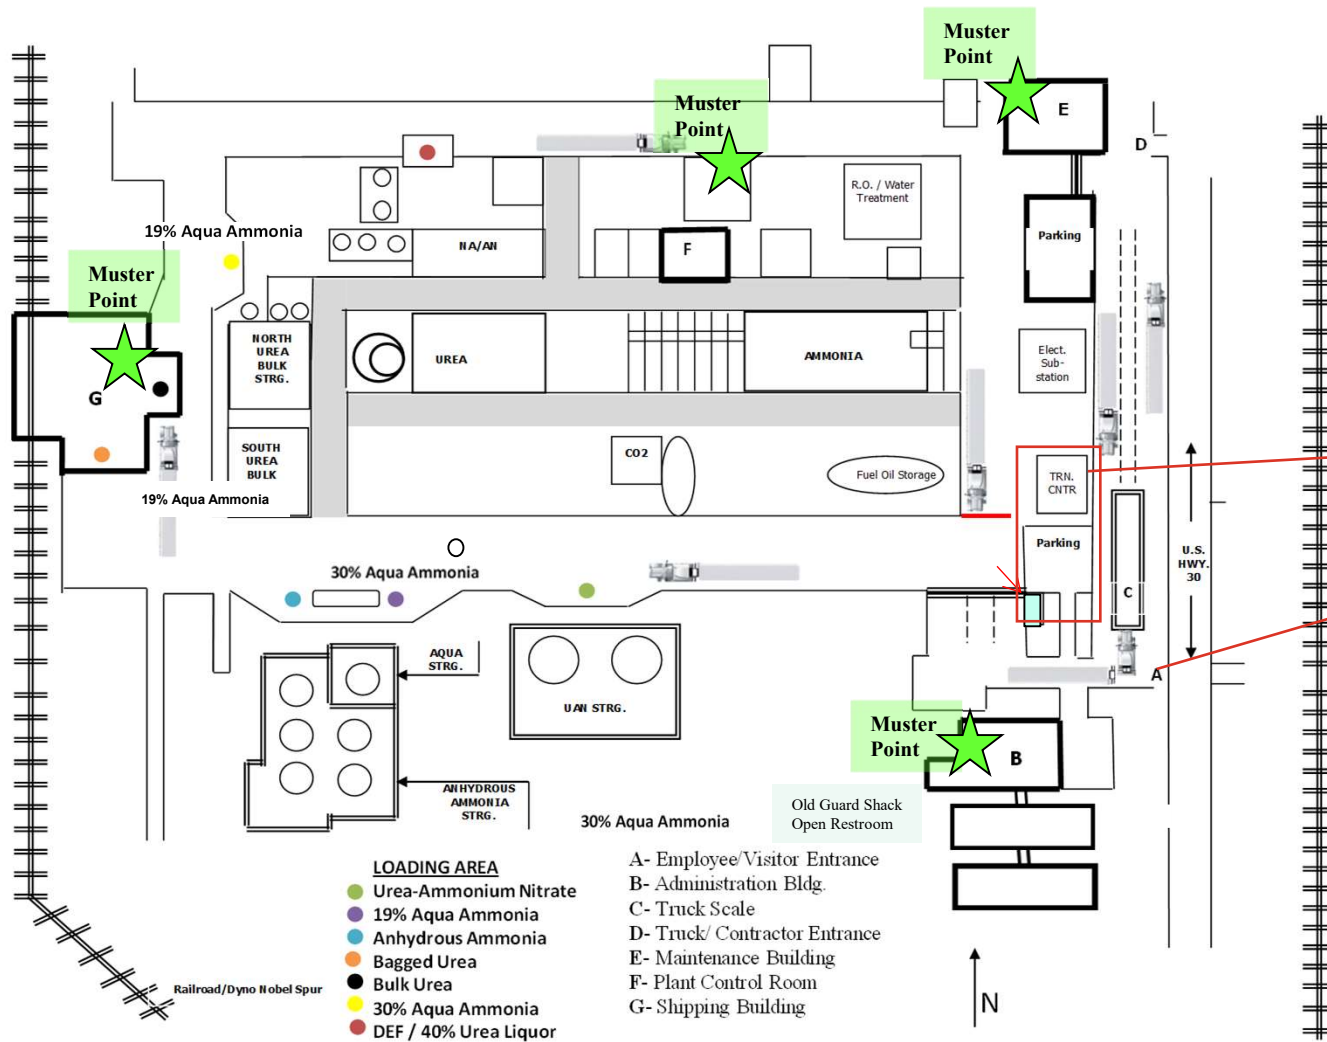 Muster
Point
E
D
Muster
Point
R.O. / Water
Treatment
19% Aqua Ammonia
NA/AN
F
Parking
Muster
Point
NORTH
UREA
BULK
STRG.
UREA
AMMONIA
Elect.
Sub-
station
G
SOUTH
UREA
BULK
CO2
Fuel Oil Storage
TRN.
CNTR
19% Aqua Ammonia
Parking
U.S.
HWY.
30
30% Aqua Ammonia
C
AQUA
STRG.
A
UAN STRG.
Muster
Point
B
ANHYDROUS
AMMONIA
STRG.
Old Guard Shack
Open Restroom
30% Aqua Ammonia
LOADING AREA
Urea-Ammonium Nitrate
19% Aqua Ammonia
Anhydrous Ammonia
Bagged Urea
Bulk Urea
30% Aqua Ammonia
DEF / 40% Urea Liquor
A- Employee/Visitor Entrance
B- Administration Bldg.
C- Truck Scale
D- Truck/ Contractor Entrance
E- Maintenance Building
F- Plant Control Room
G- Shipping Building
Railroad/Dyno Nobel Spur
N